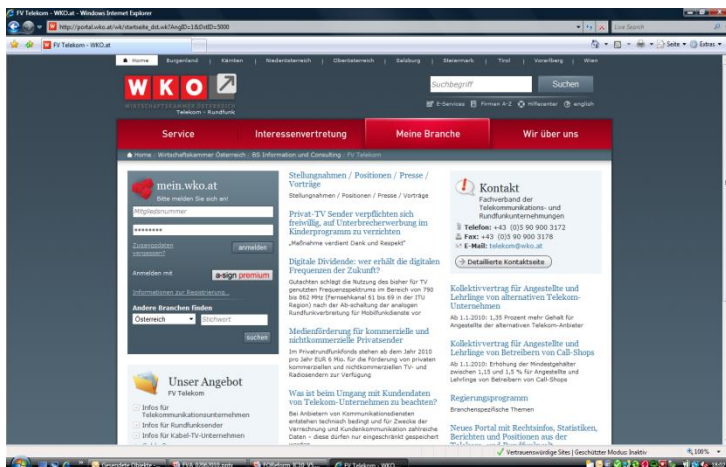 FV Telekom - WKO.at - Windows Internet Explorer
http://portal.wko.at/wk/startseite_dst.wk?AngID=1&DstID=5000
Live Search
FV Telekom - WKO.at
Seite
Extras
Home | Burgenland | Kärnten | Niederösterreich | Oberösterreich | Salzburg | Steiermark | Tirol | Vorarlberg | Wien
WKO
WIRTSCHAFTSKAMMER ÖSTERREICH
Telekom - Rundfunk
Suchbegriff
Suchen
E-Services Firmen A-Z Hilfecenter english
Service
Interessenvertretung
Meine Branche
Wir über uns
Home Wirtschaftskammer Österreich BS Information und Consulting FV Telekom
mein.wko.at
Bitte melden Sie sich an!
Mitgliedsnummer
••••••••
Zugangsdaten
vergessen?
anmelden
Anmelden mit
a-sign premium
Informationen zur Registrierung...
Andere Branchen finden
Österreich
Stichwort
suchen
Unser Angebot
FV Telekom
Infos für
Telekommunikationsunternehmen
Infos für Rundfunksender
Infos für Kabel-TV-Unternehmen
Stellungnahmen / Positionen / Presse /
Vorträge
Stellungnahmen / Positionen / Presse / Vorträge
Privat-TV Sender verpflichten sich
freiwillig, auf Unterbrecherwerbung im
Kinderprogramm zu verzichten
„Maßnahme verdient Dank und Respekt"
Digitale Dividende: wer erhält die digitalen
Frequenzen der Zukunft?
Gutachten schlägt die Nutzung des bisher für TV
genutzten Frequenzspektrums im Bereich von 790
bis 862 MHz (Fernsehkanal 61 bis 69 in der ITU
Region) nach der Ab-schaltung der analogen
Rundfunkverbreitung für Mobilfunkdienste vor
Medienförderung für kommerzielle und
nichtkommerzielle Privatsender
Im Privatrundfunkfonds stehen ab dem Jahr 2010
pro Jahr EUR 6 Mio. für die Förderung von privaten
kommerziellen und nichtkommerziellen TV- und
Radiosendern zur Verfügung
Was ist beim Umgang mit Kundendaten
von Telekom-Unternehmen zu beachten?
Bei Anbietern von Kommunikationsdiensten
entstehen technisch bedingt und für Zwecke der
Verrechnung und Kundenkommunikation zahlreiche
Daten – diese dürfen nur eingeschränkt gespeichert
Kontakt
Fachverband der
Telekommunikations- und
Rundfunkunternehmungen
Telefon: +43 (0)5 90 900 3172
Fax: +43 (0)5 90 900 3178
E-Mail: telekom@wko.at
Detaillierte Kontaktseite
Kollektivvertrag für Angestellte und
Lehrlinge von alternativen Telekom-
Unternehmen
Ab 1.1.2010: 1,35 Prozent mehr Gehalt für
Angestellte der alternativen Telekom-Anbieter
Kollektivvertrag für Angestellte und
Lehrlinge von Betreibern von Call-Shops
Ab 1.1.2010: Erhöhung der Mindestgehälter
zwischen 1,15 und 1,5 % für Angestellte und
Lehrlinge von Betreibern von Call-Shops
Regierungsprogramm
Branchenspezifische Themen
Neues Portal mit Rechtsinfos, Statistiken,
Berichten und Positionen aus der
Vertrauenswürdige Sites | Geschützter Modus: Inaktiv
100%
Gesendete Objekte -
FV Telekom - WKO